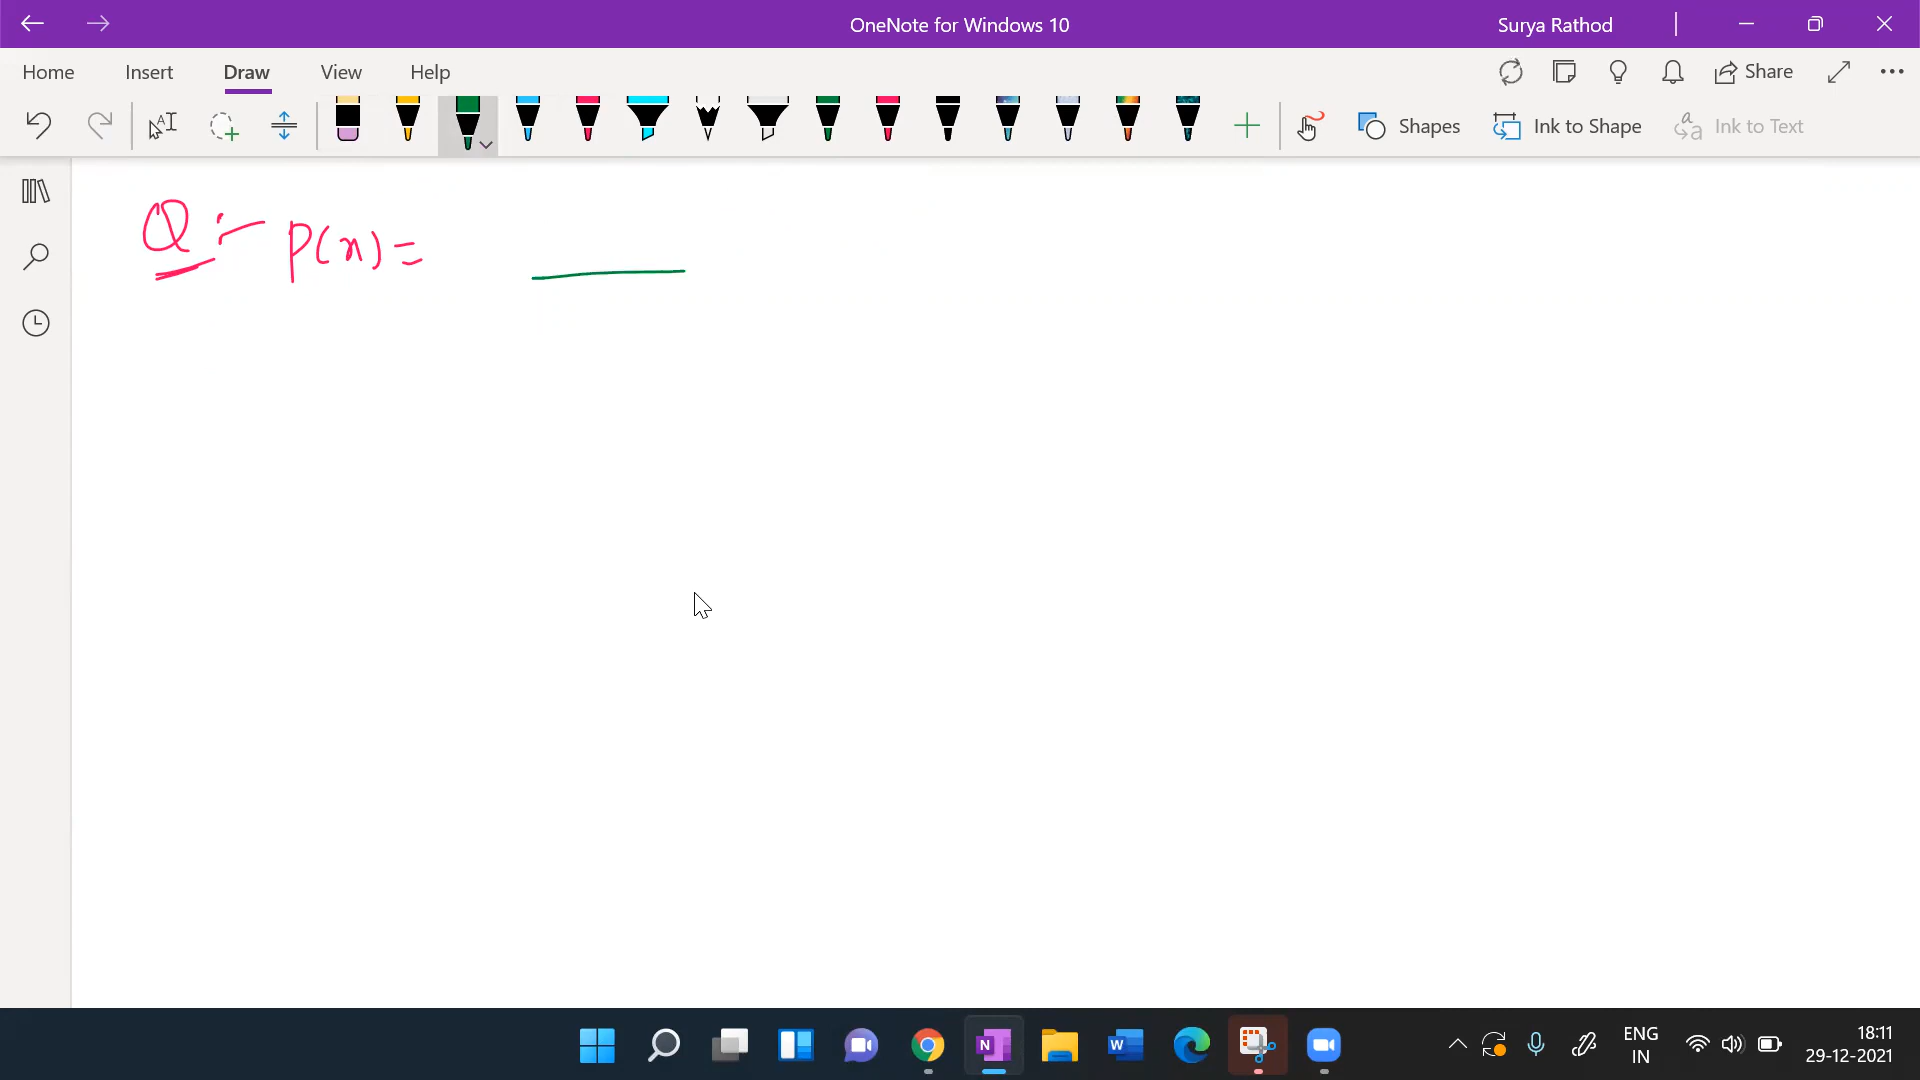 OneNote for Windows 10
Surya Rathod
Home Insert Draw View Help
Share
Shapes Ink to Shape Ink to Text
Q:- P(x)=
ENG
IN
18:11
29-12-2021